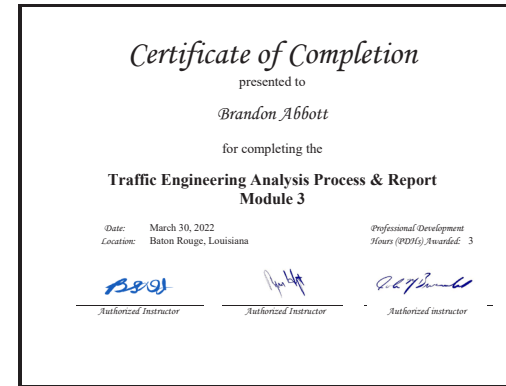 Certificate of Completion
presented to
Brandon Abbott
for completing the
Traffic Engineering Analysis Process & Report
Module 3
Date: March 30, 2022
Location: Baton Rouge, Louisiana
Professional Development
Hours (PDHs) Awarded: 3
Authorized Instructor
Authorized Instructor
Authorized instructor